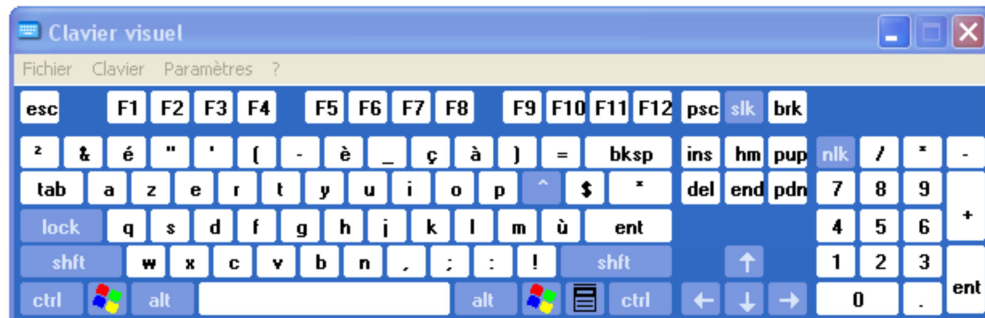 Clavier visuel
Fichier Clavier Paramètres ?
esc F1 F2 F3 F4 F5 F6 F7 F8 F9 F10 F11 F12 psc slk brk
² & é " ' ( - è _ ç à ) = bksp ins hm pup nlk / * -
tab a z e r t y u i o p ^ $ * del end pdn 7 8 9 +
lock q s d f g h j k l m ù ent 4 5 6
shft w x c v b n , ; : ! shft ↑ 1 2 3 ent
ctrl alt alt ctrl ← ↓ → 0 .